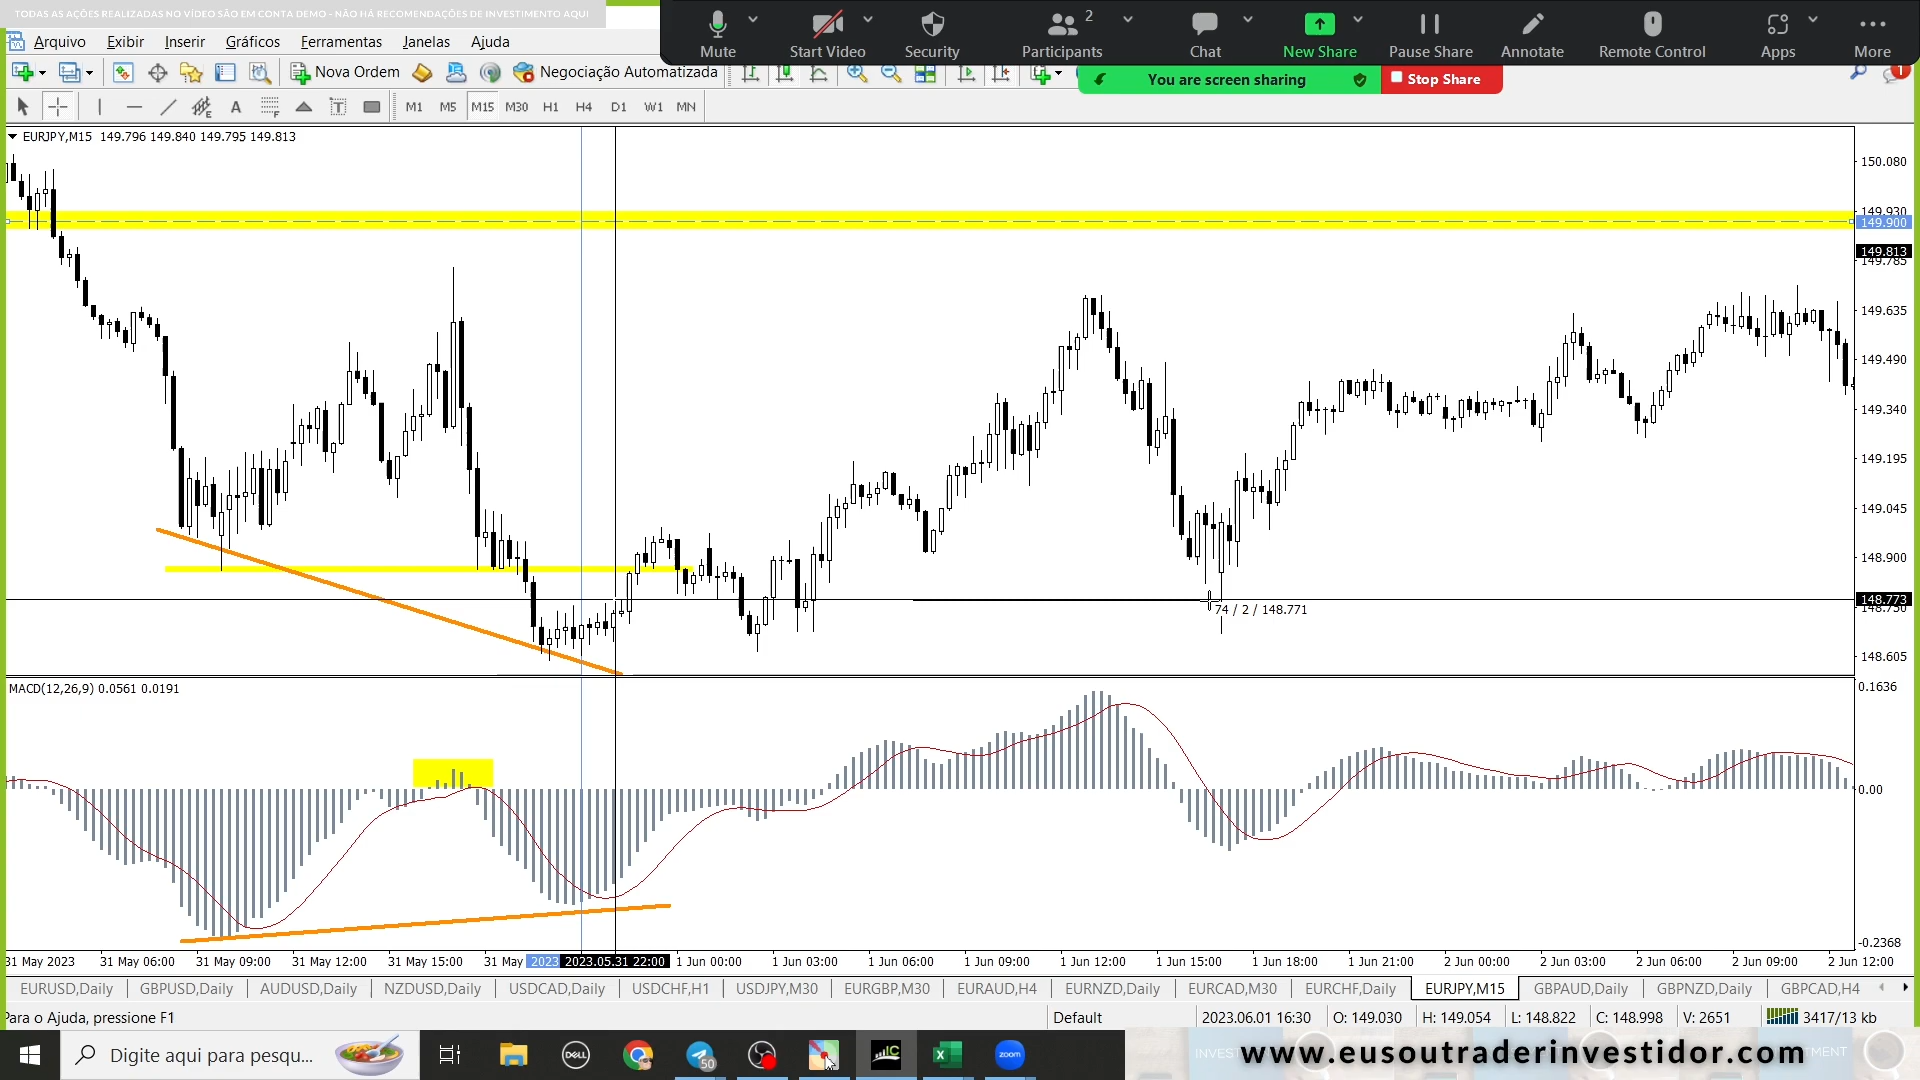 TODAS AS AÇÕES REALIZADAS NO VÍDEO SÃO EM CONTA DEMO - NÃO HÁ RECOMENDAÇÕES DE INVESTIMENTO AQUI
Mute
Start Video
Security
2
Participants
Chat
New Share
Pause Share
Annotate
Remote Control
Apps
More
Arquivo Exibir Inserir Gráficos Ferramentas Janelas Ajuda
Nova Ordem
Negociação Automatizada
You are screen sharing
Stop Share
1
A T M1 M5 M15 M30 H1 H4 D1 W1 MN
EURJPY,M15 149.796 149.840 149.795 149.813
150.080
149.930
149.900
149.813
149.785
149.635
149.490
149.340
149.195
149.045
148.900
148.773
148.750
148.605
74 / 2 / 148.771
MACD(12,26,9) 0.0561 0.0191
0.1636
0.00
-0.2368
31 May 2023 31 May 06:00 31 May 09:00 31 May 12:00 31 May 15:00 31 May 2023 2023.05.31 22:00 1 Jun 00:00 1 Jun 03:00 1 Jun 06:00 1 Jun 09:00 1 Jun 12:00 1 Jun 15:00 1 Jun 18:00 1 Jun 21:00 2 Jun 00:00 2 Jun 03:00 2 Jun 06:00 2 Jun 09:00 2 Jun 12:00
EURUSD,Daily GBPUSD,Daily AUDUSD,Daily NZDUSD,Daily USDCAD,Daily USDCHF,H1 USDJPY,M30 EURGBP,M30 EURAUD,H4 EURNZD,Daily EURCAD,M30 EURCHF,Daily EURJPY,M15 GBPAUD,Daily GBPNZD,Daily GBPCAD,H4
Para o Ajuda, pressione F1
Default
2023.06.01 16:30 O: 149.030 H: 149.054 L: 148.822 C: 148.998 V: 2651
3417/13 kb
Digite aqui para pesqu...
DELL
50
IC
zoom
www.eusoutraderinvestidor.com